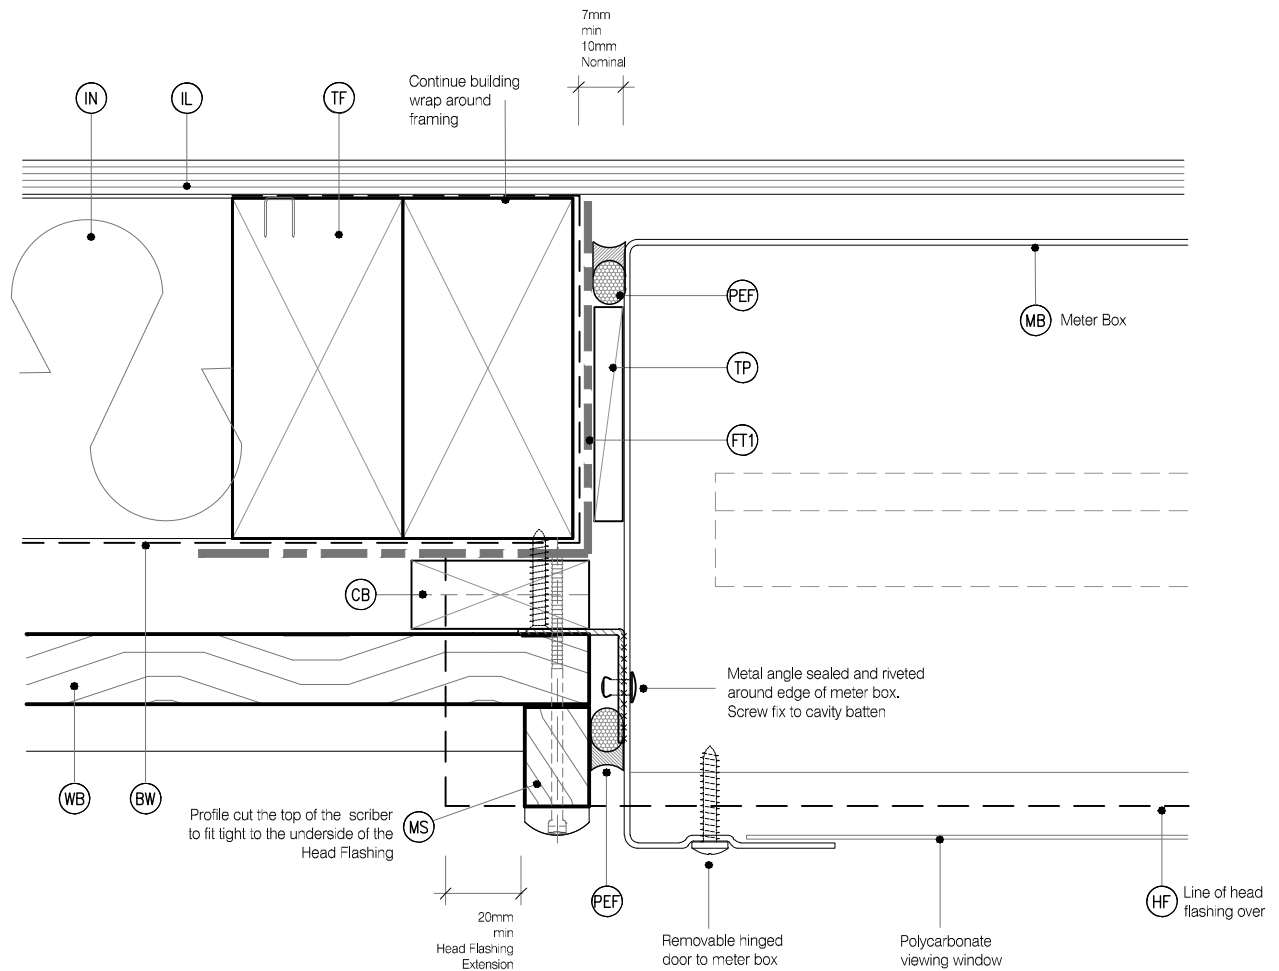 7mm
min
10mm
Nominal
IN
IL
TF
Continue building
wrap around
framing
PEF
MB
Meter Box
TP
FT1
CB
Metal angle sealed and riveted
around edge of meter box.
Screw fix to cavity batten
WB
BW
Profile cut the top of the scriber
to fit tight to the underside of the
Head Flashing
MS
PEF
HF
Line of head
flashing over
20mm
min
Head Flashing
Extension
Removable hinged
door to meter box
Polycarbonate
viewing window